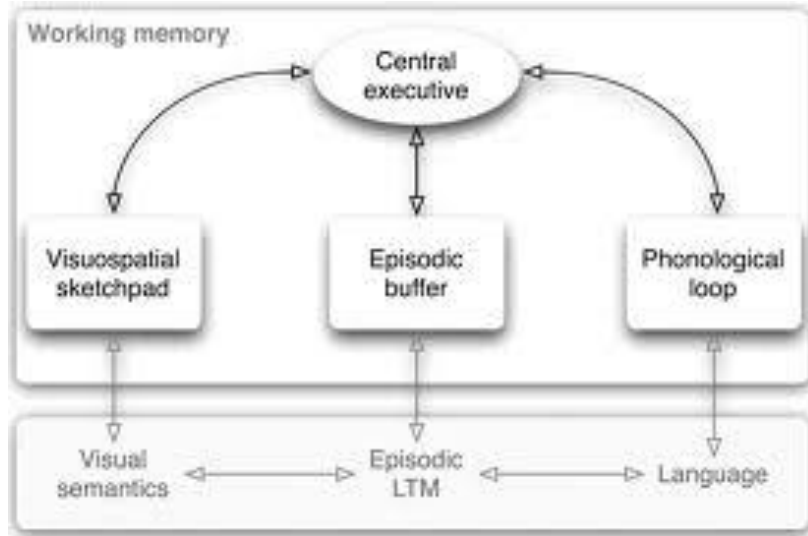 Working memory
Central
executive
Visuospatial
sketchpad
Episodic
buffer
Phonological
loop
Visual
semantics
Episodic
LTM
Language